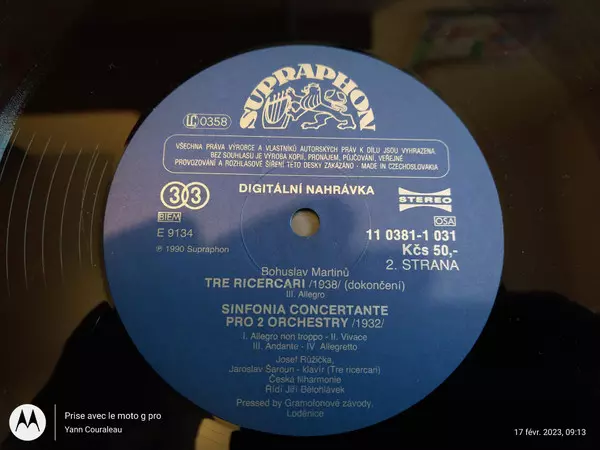 SUPRAPHON
LC 0358
VŠECHNA PRÁVA VÝROBCE A VLASTNÍKŮ AUTORSKÝCH PRÁV K DÍLU JSOU VYHRAZENA.
BEZ SOUHLASU JE VÝROBA KOPIÍ, PRONÁJEM, PŮJČOVÁNÍ, VEŘEJNÉ
PROVOZOVÁNÍ A ROZHLASOVÉ ŠÍŘENÍ TÉTO DESKY ZAKÁZÁNO - MADE IN CZECHOSLOVAKIA
33
DIGITÁLNÍ NAHRÁVKA
STEREO
BIEM
OSA
E 9134
11 0381-1 031
℗ 1990 Supraphon
Kčs 50,-
2. STRANA
Bohuslav Martinů
TRE RICERCARI /1938/ (dokončení)
III. Allegro
SINFONIA CONCERTANTE
PRO 2 ORCHESTRY /1932/
I. Allegro non troppo - II. Vivace
III. Andante - IV. Allegretto
Josef Růžička,
Jaroslav Šaroun - klavír (Tre ricercari)
Česká filharmonie
Řídí Jiří Bělohlávek
Pressed by Gramofonové závody,
Loděnice
Prise avec le moto g pro
Yann Couraleau
17 févr. 2023, 09:13